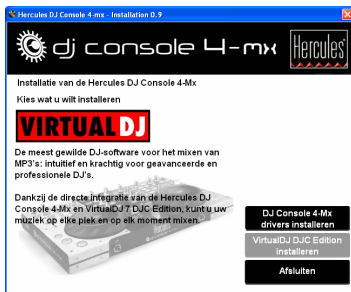 Hercules DJ Console 4-mx - Installation 0.9
dj console 4-mx Hercules
Installatie van de Hercules DJ Console 4-Mx
Kies wat u wilt installeren
VIRTUAL DJ
De meest gewilde DJ-software voor het mixen van
MP3's: intuitief en krachtig voor geavanceerde en
professionele DJ's.
Dankzij de directe integratie van de Hercules DJ
Console 4-Mx en VirtualDJ 7 DJC Edition, kunt u uw
muziek op elke plek en op elk moment mixen.
DJ Console 4-Mx
drivers installeren
VirtualDJ DJC Edition
installeren
Afsluiten